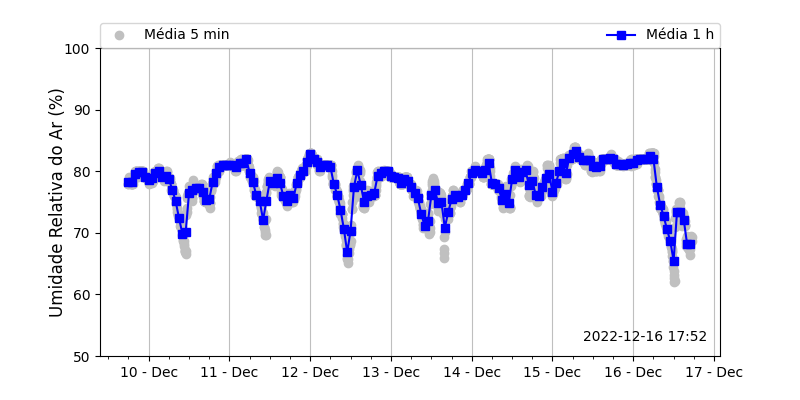 Média 5 min
Média 1 h
Umidade Relativa do Ar (%)
100
90
80
70
60
50
2022-12-16 17:52
10 - Dec
11 - Dec
12 - Dec
13 - Dec
14 - Dec
15 - Dec
16 - Dec
17 - Dec